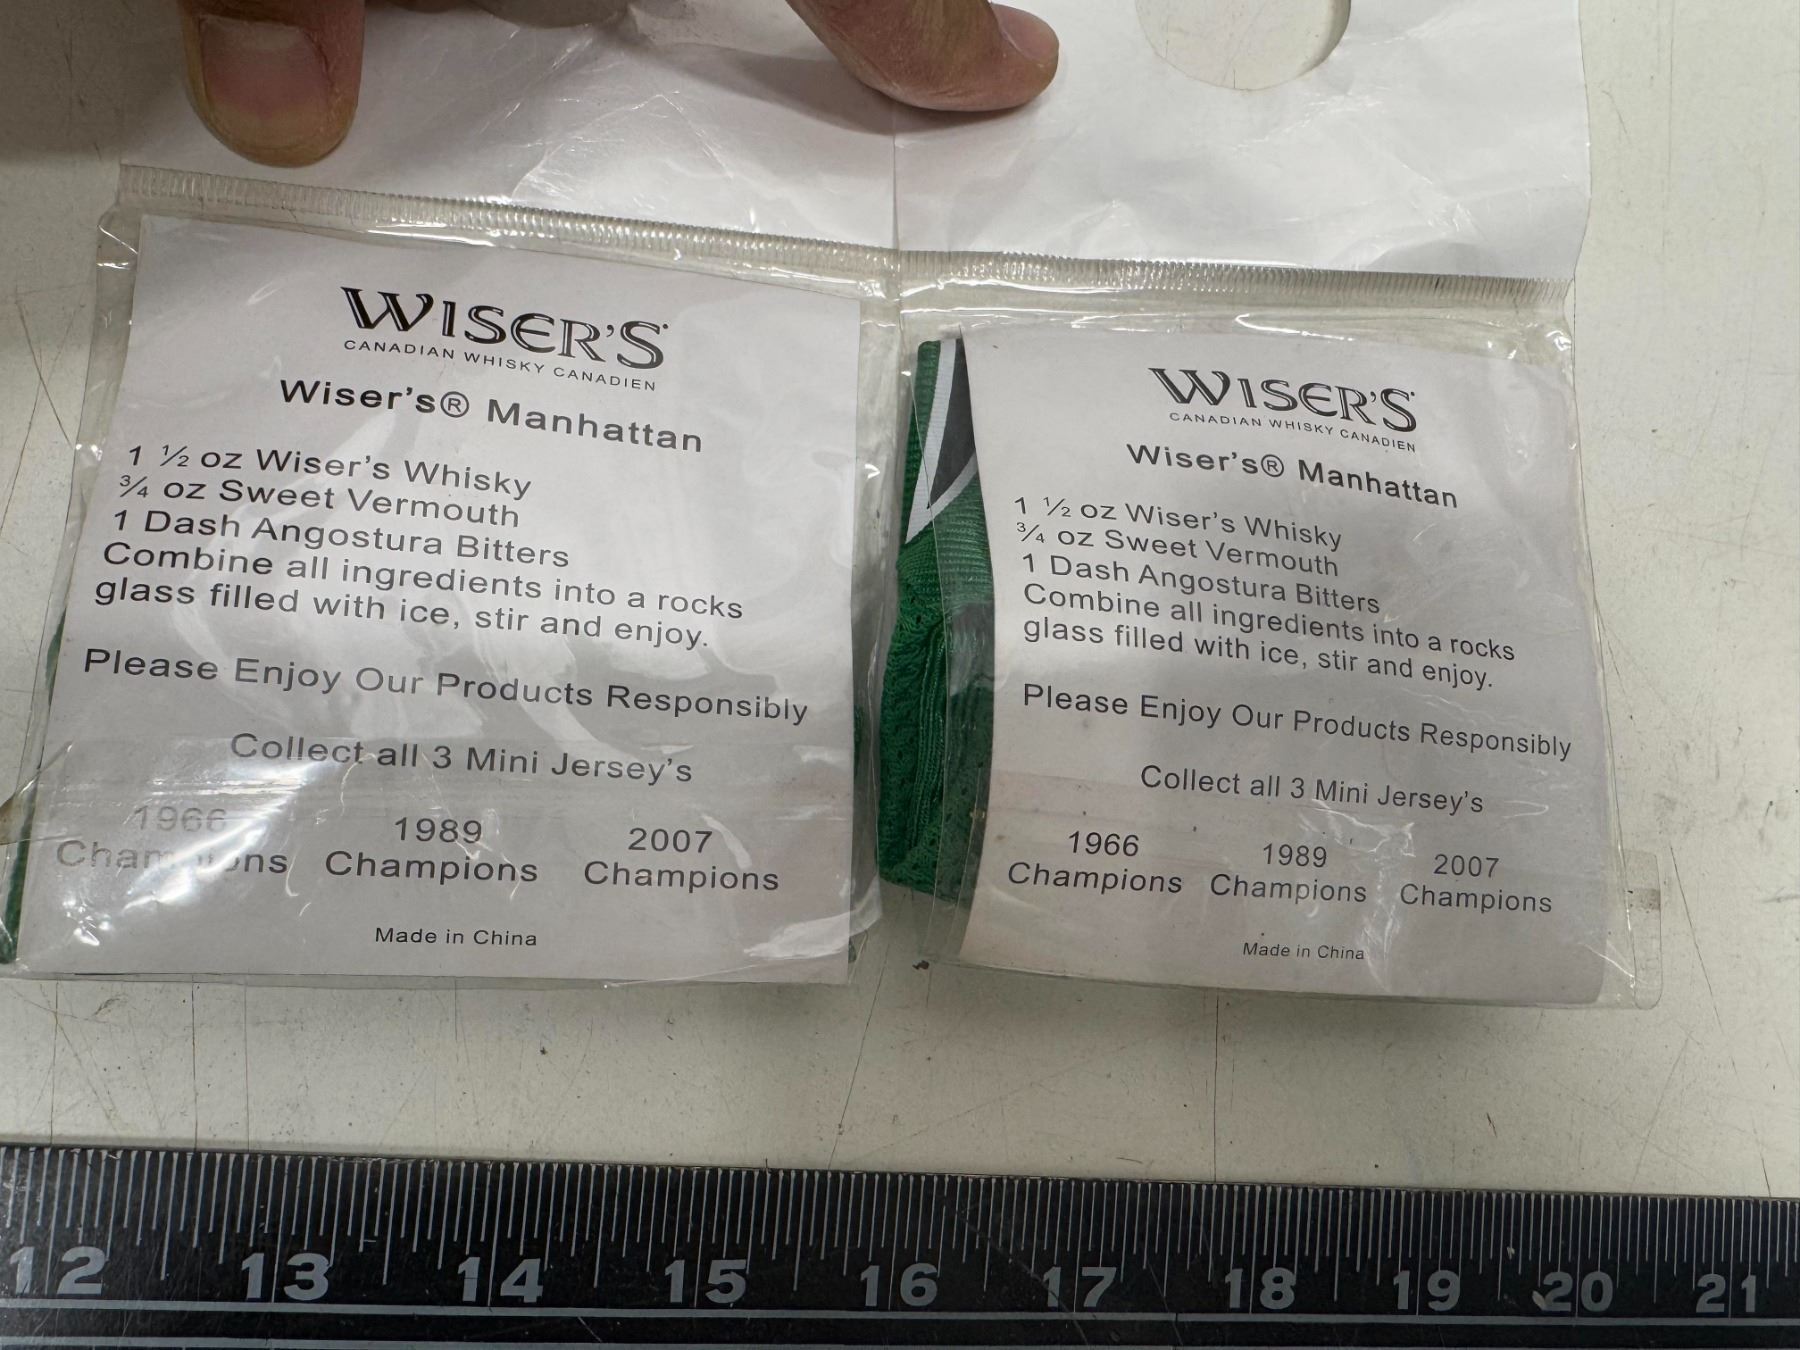 WISER'S
CANADIAN WHISKY CANADIEN
Wiser's® Manhattan
1 ½ oz Wiser's Whisky
¾ oz Sweet Vermouth
1 Dash Angostura Bitters
Combine all ingredients into a rocks
glass filled with ice, stir and enjoy.
Please Enjoy Our Products Responsibly
Collect all 3 Mini Jersey's
1966 1989 2007
Champions Champions Champions
Made in China
WISER'S
CANADIAN WHISKY CANADIEN
Wiser's® Manhattan
1 ½ oz Wiser's Whisky
¾ oz Sweet Vermouth
1 Dash Angostura Bitters
Combine all ingredients into a rocks
glass filled with ice, stir and enjoy.
Please Enjoy Our Products Responsibly
Collect all 3 Mini Jersey's
1966 1989 2007
Champions Champions Champions
Made in China
12 13 14 15 16 17 18 19 20 21